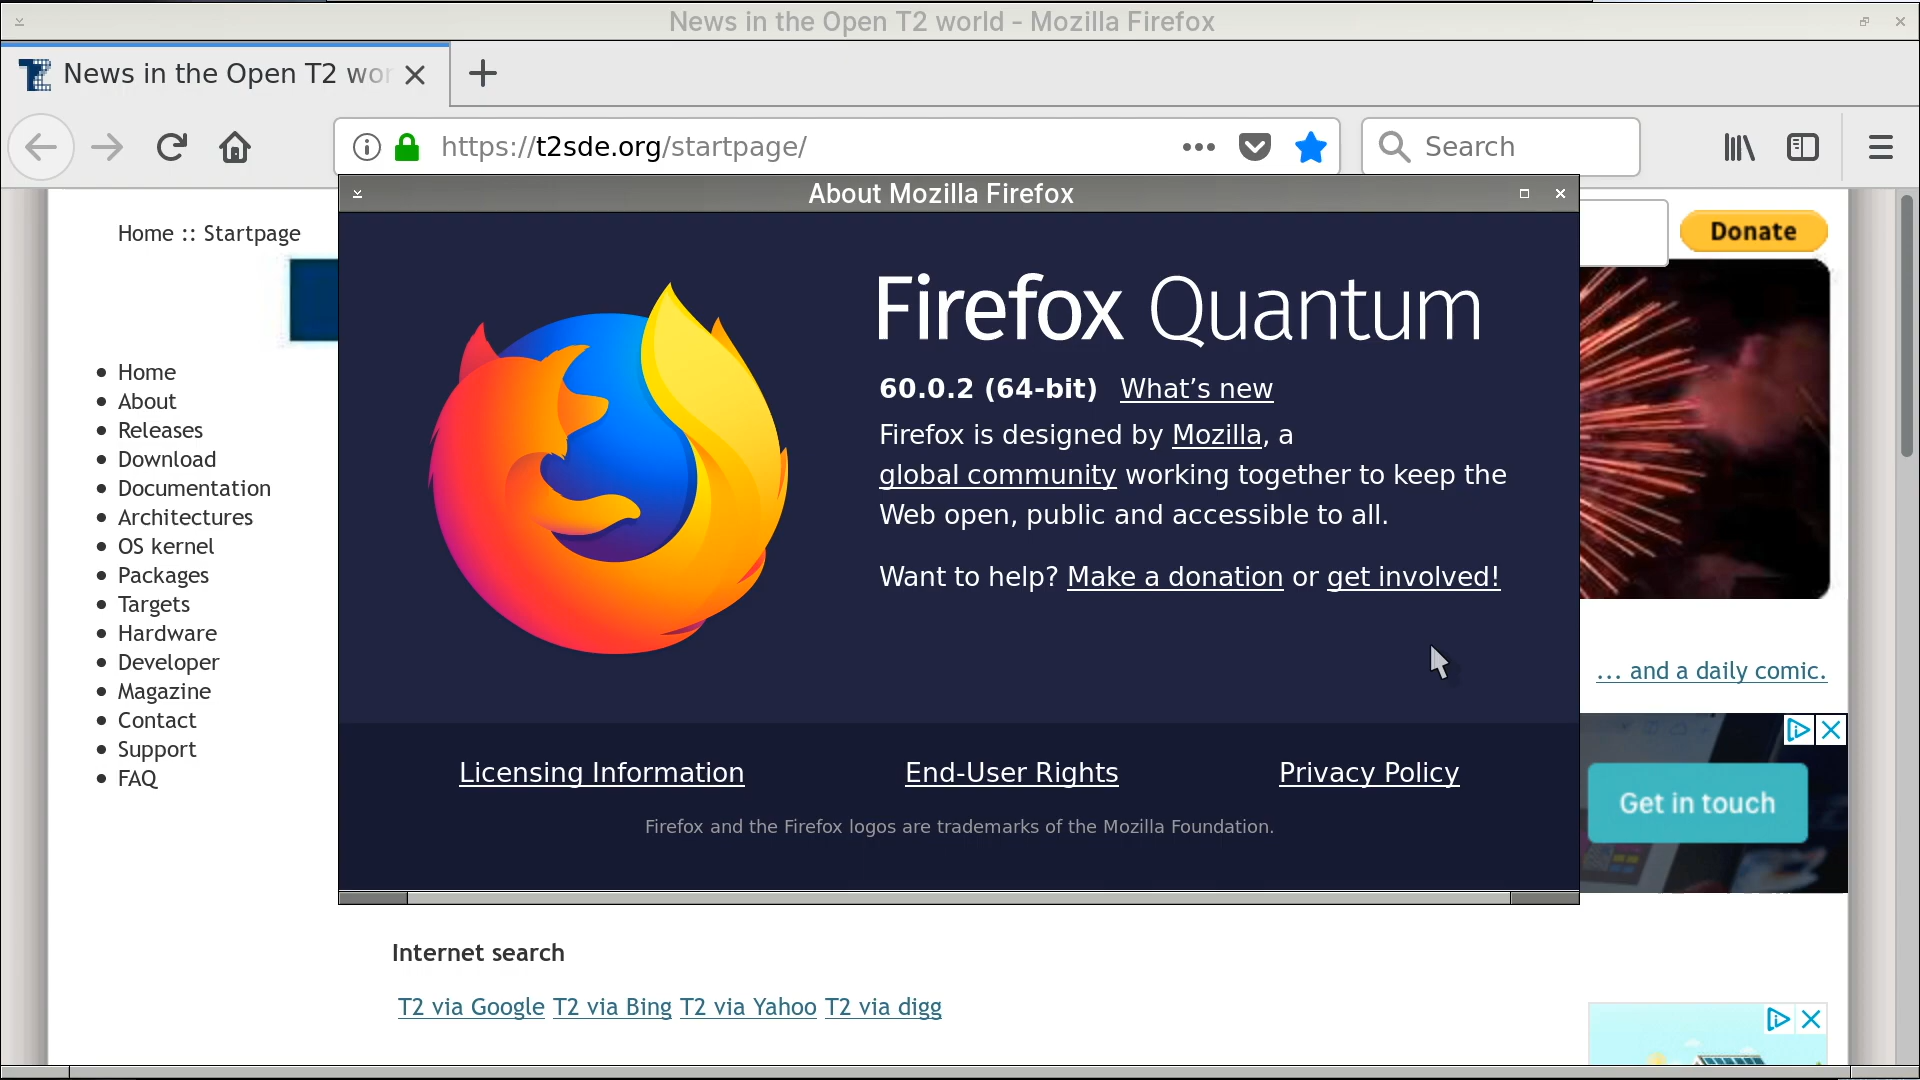 News in the Open T2 world - Mozilla Firefox
News in the Open T2 wor
https://t2sde.org/startpage/
Search
About Mozilla Firefox
Home :: Startpage
Donate
Firefox Quantum
60.0.2 (64-bit) What’s new
Firefox is designed by Mozilla, a
global community working together to keep the
Web open, public and accessible to all.
Want to help? Make a donation or get involved!
Licensing Information
End-User Rights
Privacy Policy
Firefox and the Firefox logos are trademarks of the Mozilla Foundation.
Home
About
Releases
Download
Documentation
Architectures
OS kernel
Packages
Targets
Hardware
Developer
Magazine
Contact
Support
FAQ
... and a daily comic.
Get in touch
Internet search
T2 via Google T2 via Bing T2 via Yahoo T2 via digg